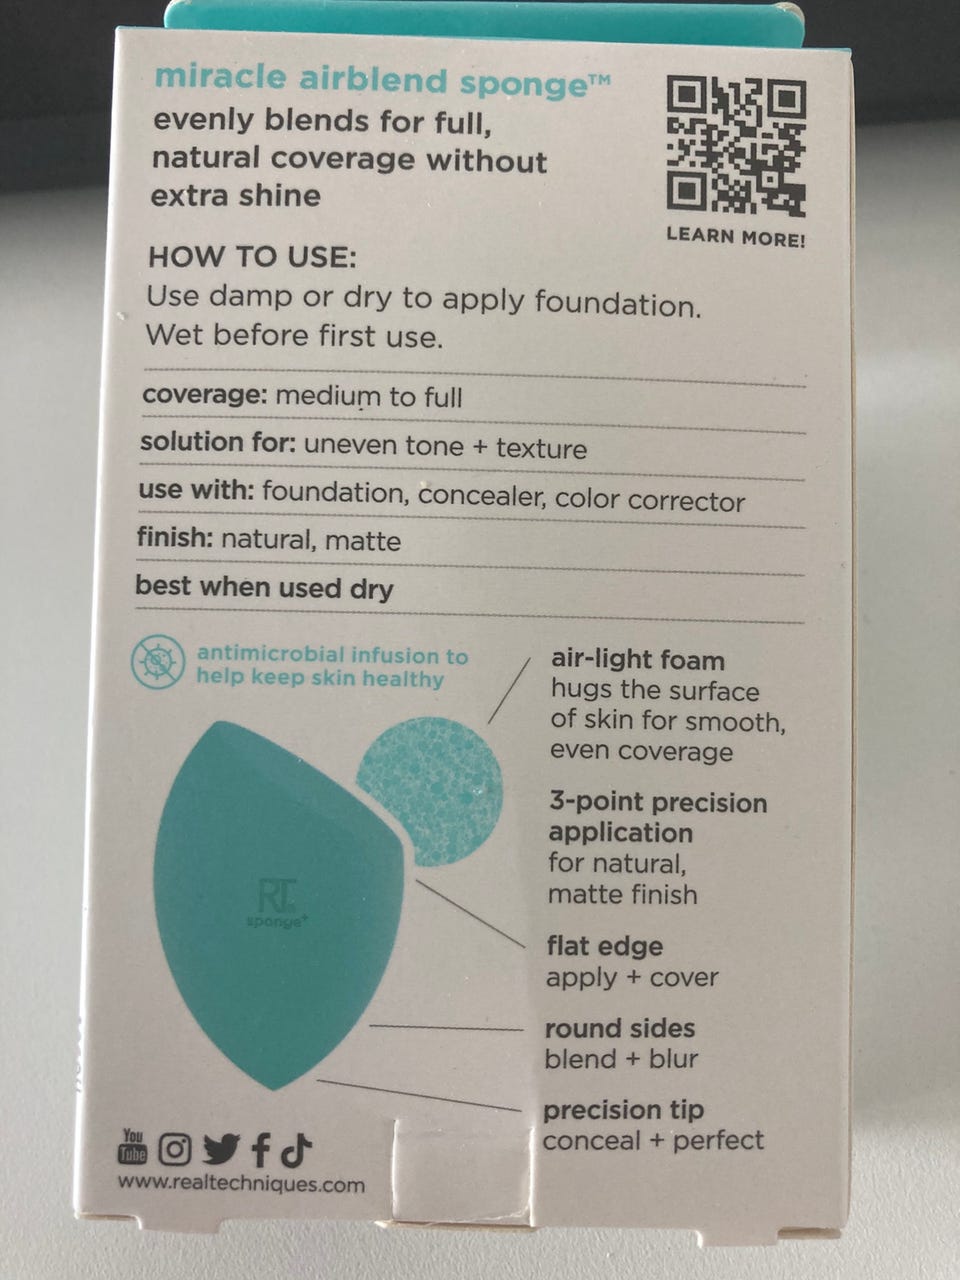 miracle airblend sponge™
evenly blends for full,
natural coverage without
extra shine
LEARN MORE!
HOW TO USE:
Use damp or dry to apply foundation.
Wet before first use.
coverage: medium to full
solution for: uneven tone + texture
use with: foundation, concealer, color corrector
finish: natural, matte
best when used dry
antimicrobial infusion to
help keep skin healthy
air-light foam
hugs the surface
of skin for smooth,
even coverage
3-point precision
application
for natural,
matte finish
RT
sponge+
flat edge
apply + cover
round sides
blend + blur
precision tip
conceal + perfect
You
Tube
www.realtechniques.com